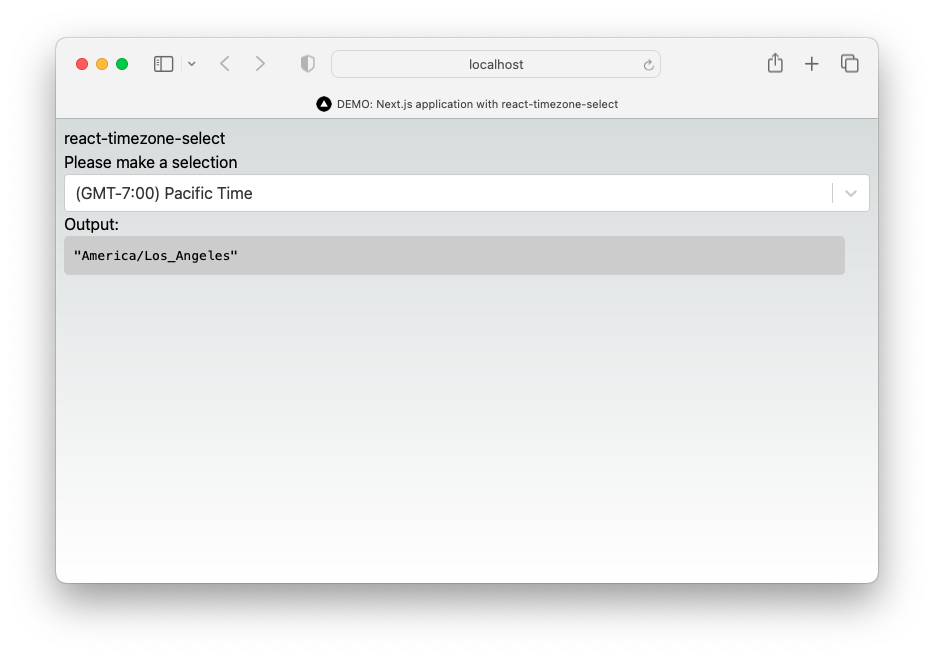 localhost
DEMO: Next.js application with react-timezone-select
react-timezone-select
Please make a selection
(GMT-7:00) Pacific Time
Output:
"America/Los_Angeles"